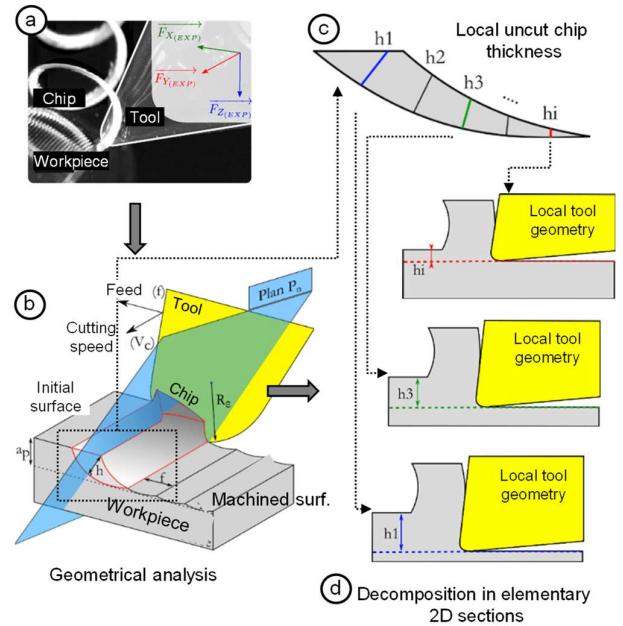 a
F_X(EXP)
F_Y(EXP)
F_Z(EXP)
Chip
Tool
Workpiece
b
Feed (f)
Cutting
speed
(Vc)
Tool
Plan Pn
Chip
Rε
Initial
surface
ap
h
f
Machined surf.
Workpiece
Geometrical analysis
c
Local uncut chip
thickness
h1
h2
h3
....
hi
Local tool
geometry
hi
Local tool
geometry
h3
Local tool
geometry
h1
d
Decomposition in elementary
2D sections